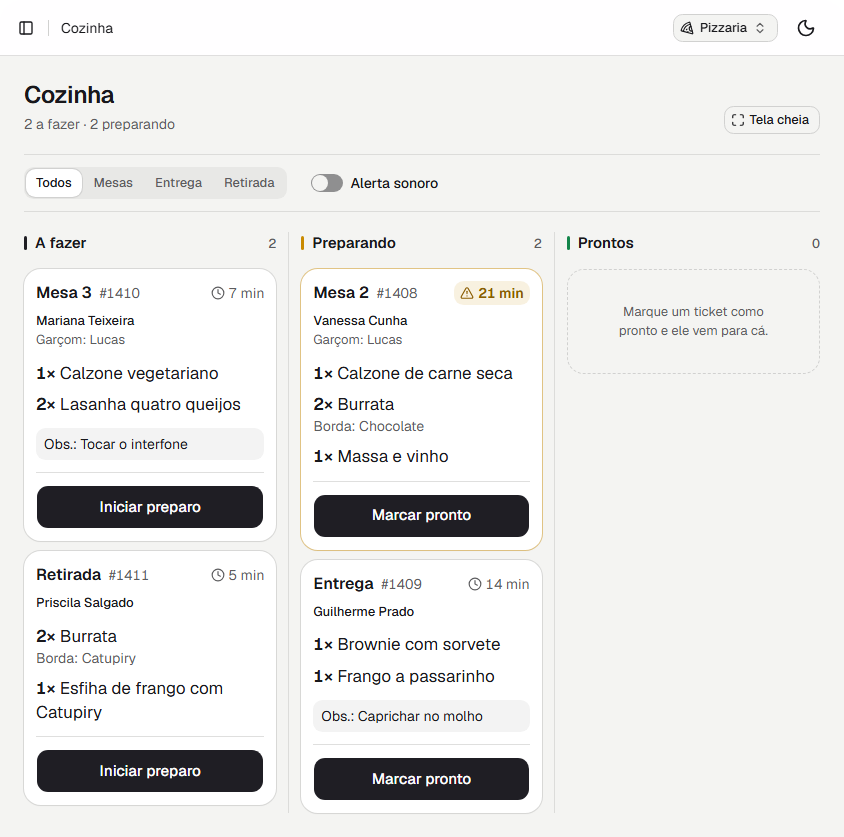 Cozinha
Pizzaria
Cozinha
2 a fazer · 2 preparando
Tela cheia
Todos
Mesas
Entrega
Retirada
Alerta sonoro
A fazer
2
Mesa 3 #1410
7 min
Mariana Teixeira
Garçom: Lucas
1× Calzone vegetariano
2× Lasanha quatro queijos
Obs.: Tocar o interfone
Iniciar preparo
Retirada #1411
5 min
Priscila Salgado
2× Burrata
Borda: Catupiry
1× Esfiha de frango com
Catupiry
Iniciar preparo
Preparando
2
Mesa 2 #1408
21 min
Vanessa Cunha
Garçom: Lucas
1× Calzone de carne seca
2× Burrata
Borda: Chocolate
1× Massa e vinho
Marcar pronto
Entrega #1409
14 min
Guilherme Prado
1× Brownie com sorvete
1× Frango a passarinho
Obs.: Caprichar no molho
Marcar pronto
Prontos
0
Marque um ticket como
pronto e ele vem para cá.